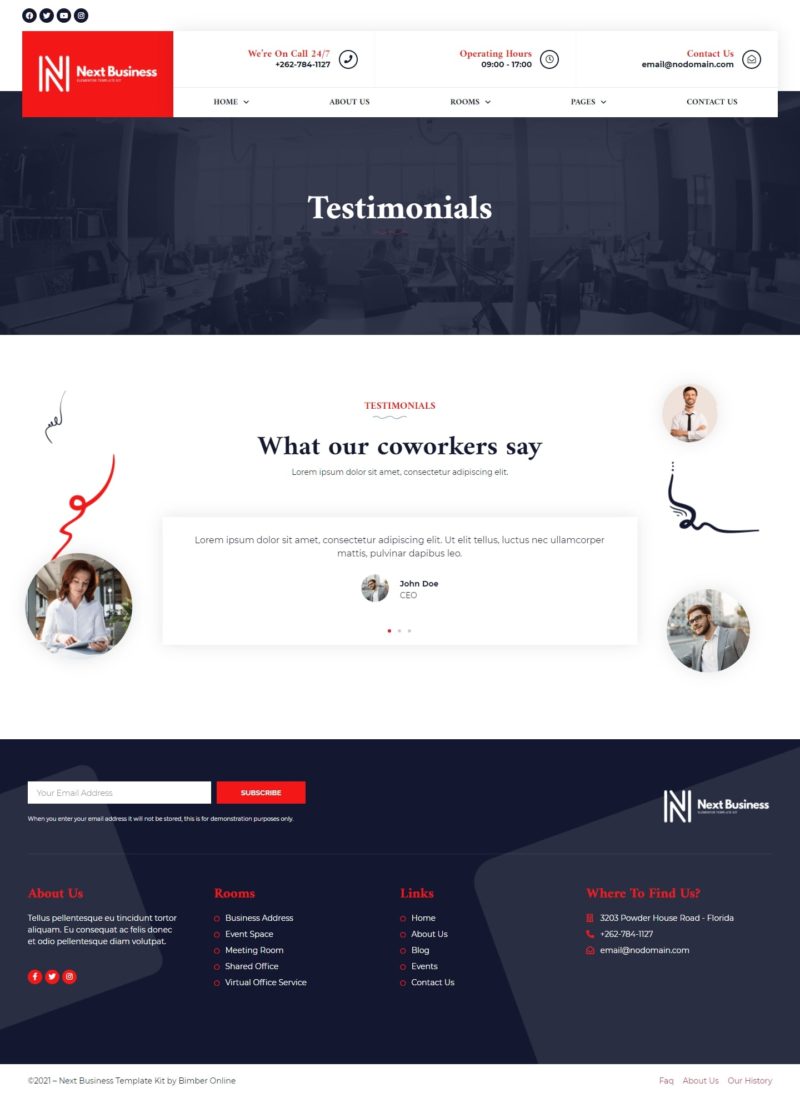 We're On Call 24/7
+262-784-1127
Operating Hours
09:00 - 17:00
Contact Us
email@nodomain.com
Next Business
ELEMENTOR TEMPLATE KIT
HOME
ABOUT US
ROOMS
PAGES
CONTACT US
Testimonials
TESTIMONIALS
What our coworkers say
Lorem ipsum dolor sit amet, consectetur adipiscing elit.
Lorem ipsum dolor sit amet, consectetur adipiscing elit. Ut elit tellus, luctus nec ullamcorper
mattis, pulvinar dapibus leo.
John Doe
CEO
Your Email Address
SUBSCRIBE
When you enter your email address it will not be stored, this is for demonstration purposes only.
Next Business
ELEMENTOR TEMPLATE KIT
About Us
Tellus pellentesque eu tincidunt tortor
aliquam. Eu consequat ac felis donec
et odio pellentesque diam volutpat.
Rooms
Business Address
Event Space
Meeting Room
Shared Office
Virtual Office Service
Links
Home
About Us
Blog
Events
Contact Us
Where To Find Us?
3203 Powder House Road - Florida
+262-784-1127
email@nodomain.com
©2021 – Next Business Template Kit by Bimber Online
Faq
About Us
Our History